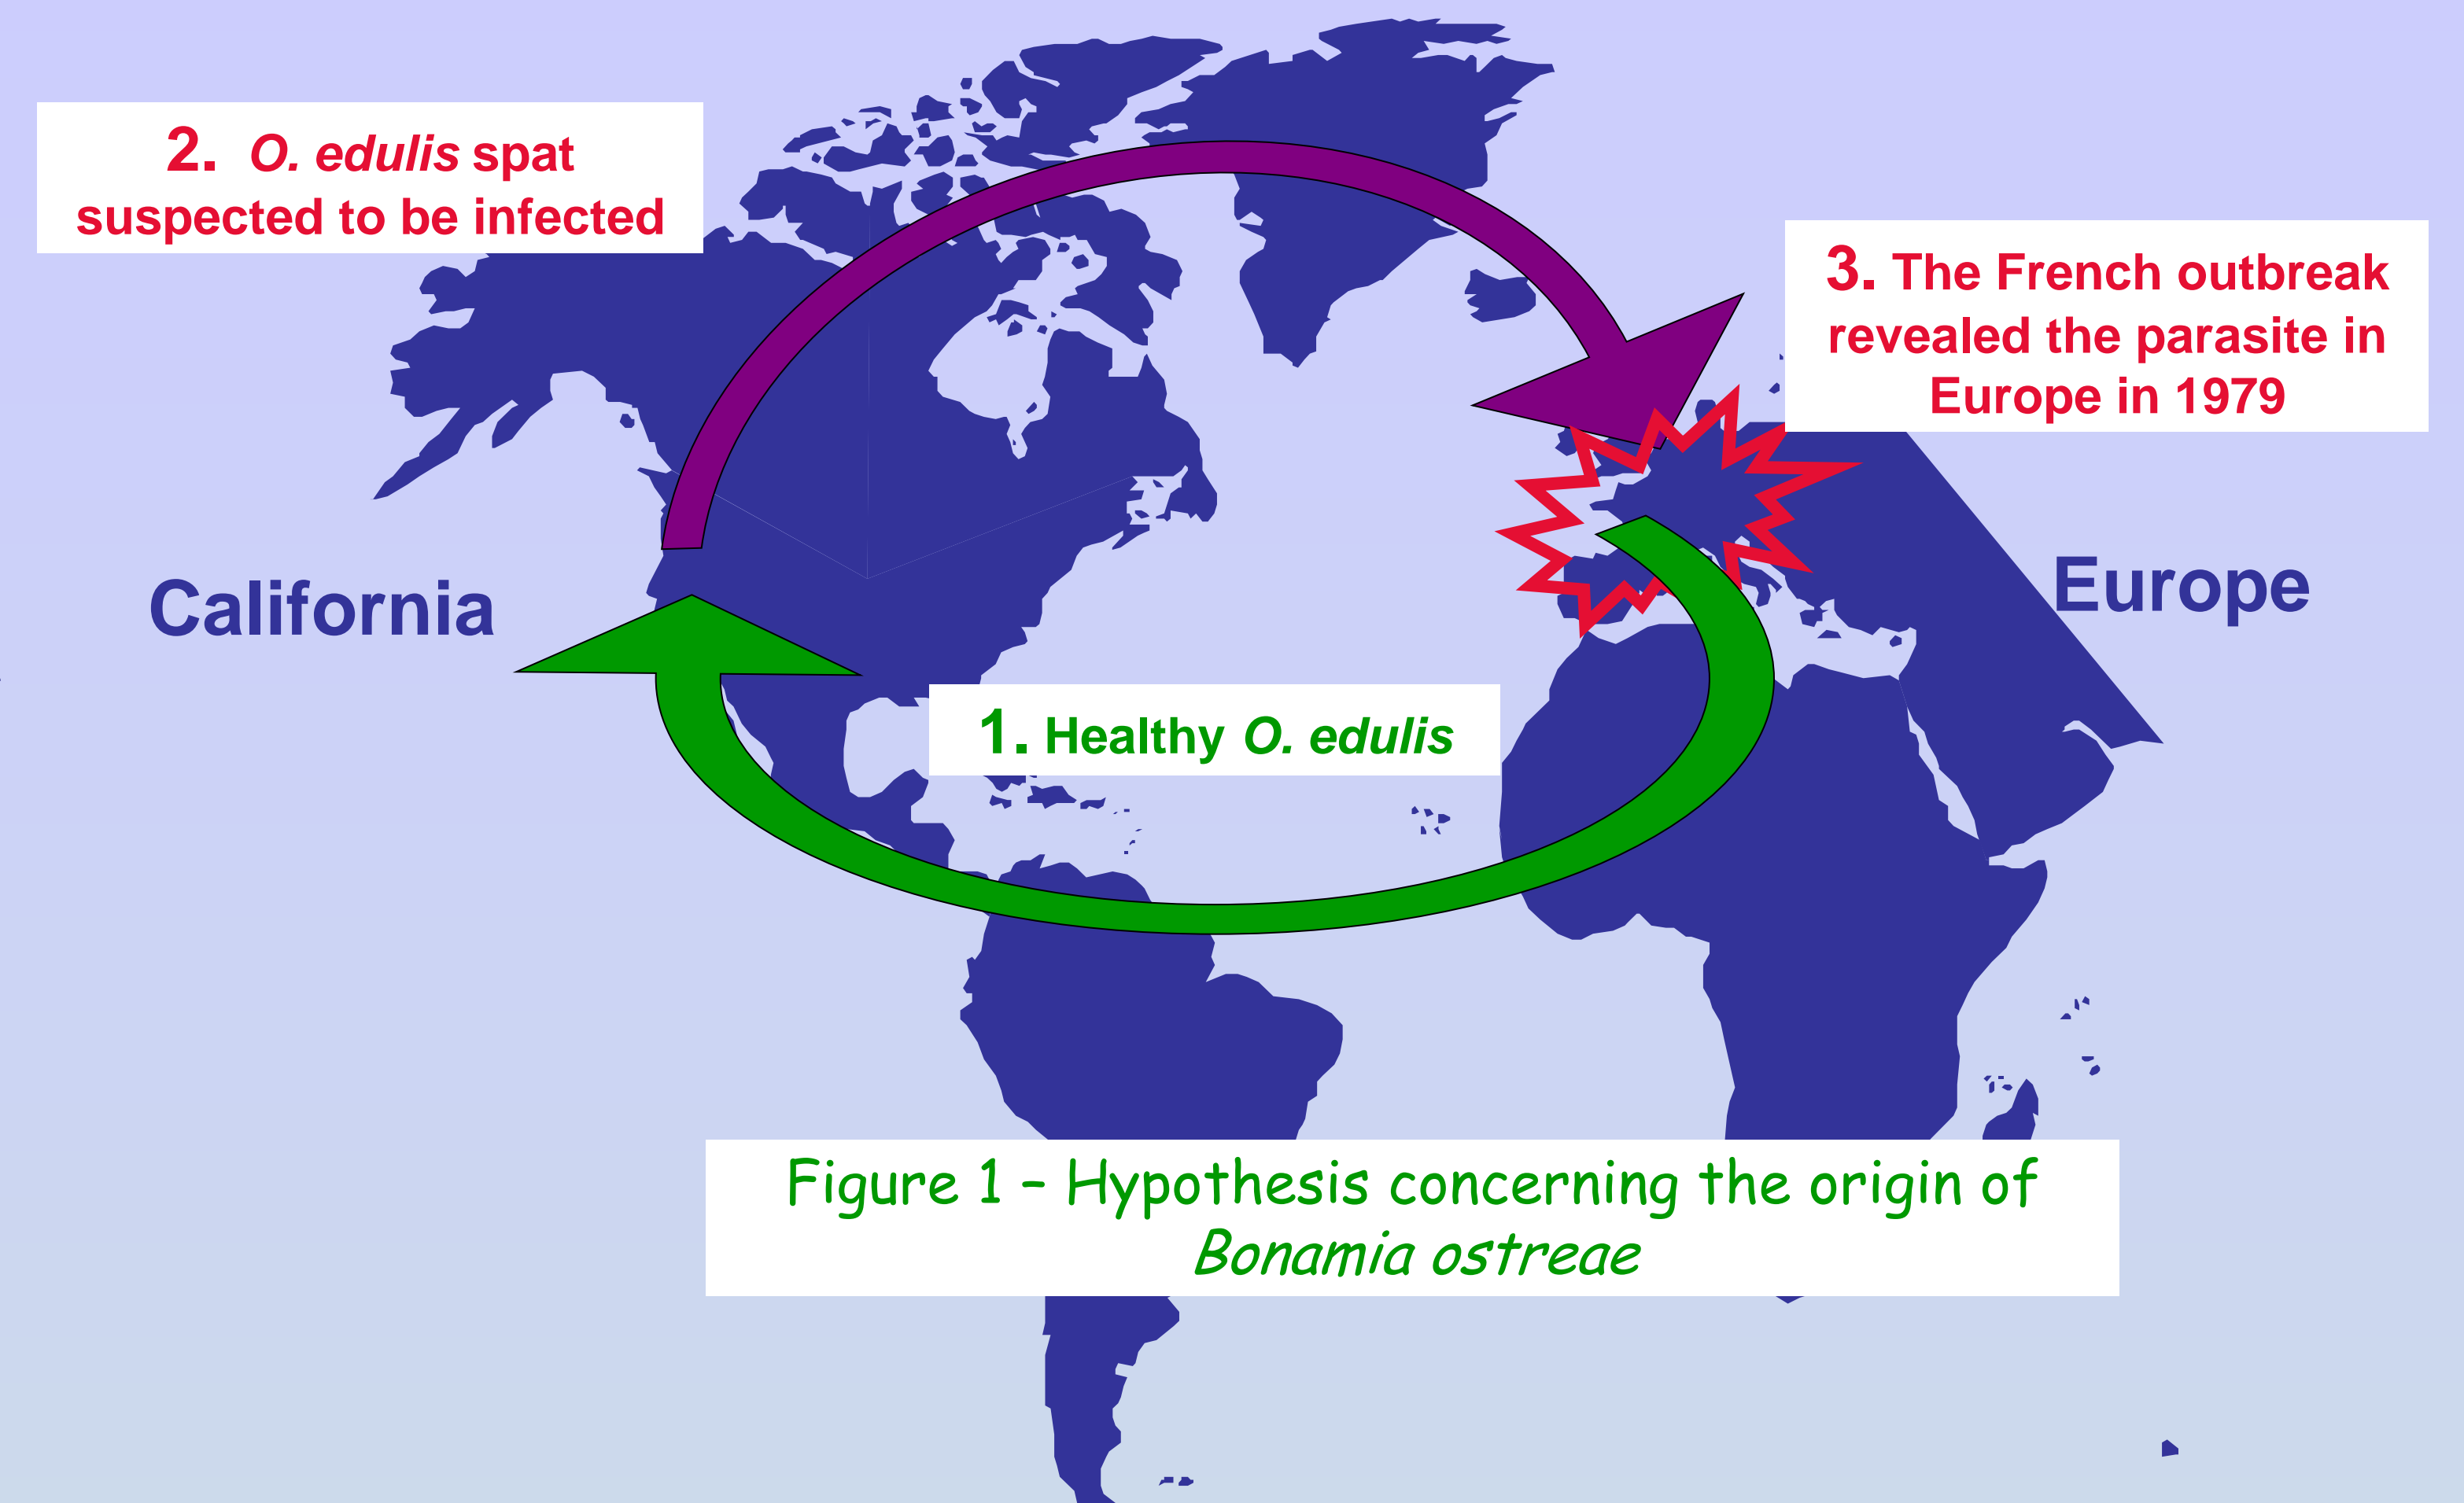 2. O. edulis spat
suspected to be infected
3. The French outbreak
revealed the parasite in
Europe in 1979
California
Europe
1. Healthy O. edulis
Figure 1 - Hypothesis concerning the origin of
Bonamia ostreae